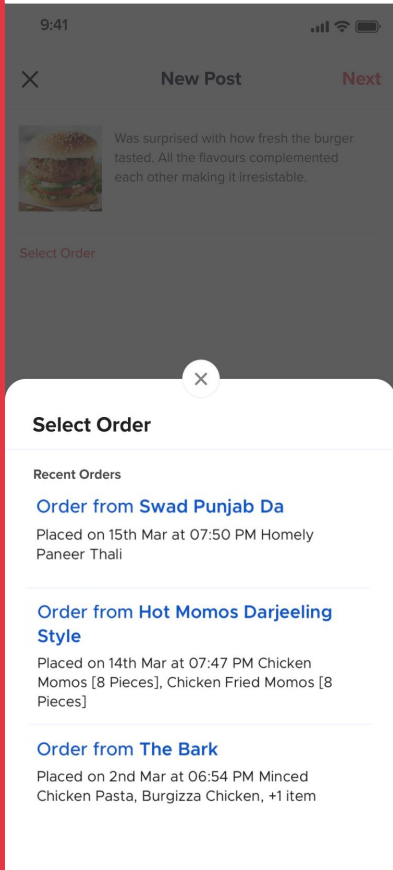 9:41
New Post
Next
Was surprised with how fresh the burger
tasted. All the flavours complemented
each other making it irresistable.
Select Order
Select Order
Recent Orders
Order from Swad Punjab Da
Placed on 15th Mar at 07:50 PM Homely
Paneer Thali
Order from Hot Momos Darjeeling
Style
Placed on 14th Mar at 07:47 PM Chicken
Momos [8 Pieces], Chicken Fried Momos [8
Pieces]
Order from The Bark
Placed on 2nd Mar at 06:54 PM Minced
Chicken Pasta, Burgizza Chicken, +1 item